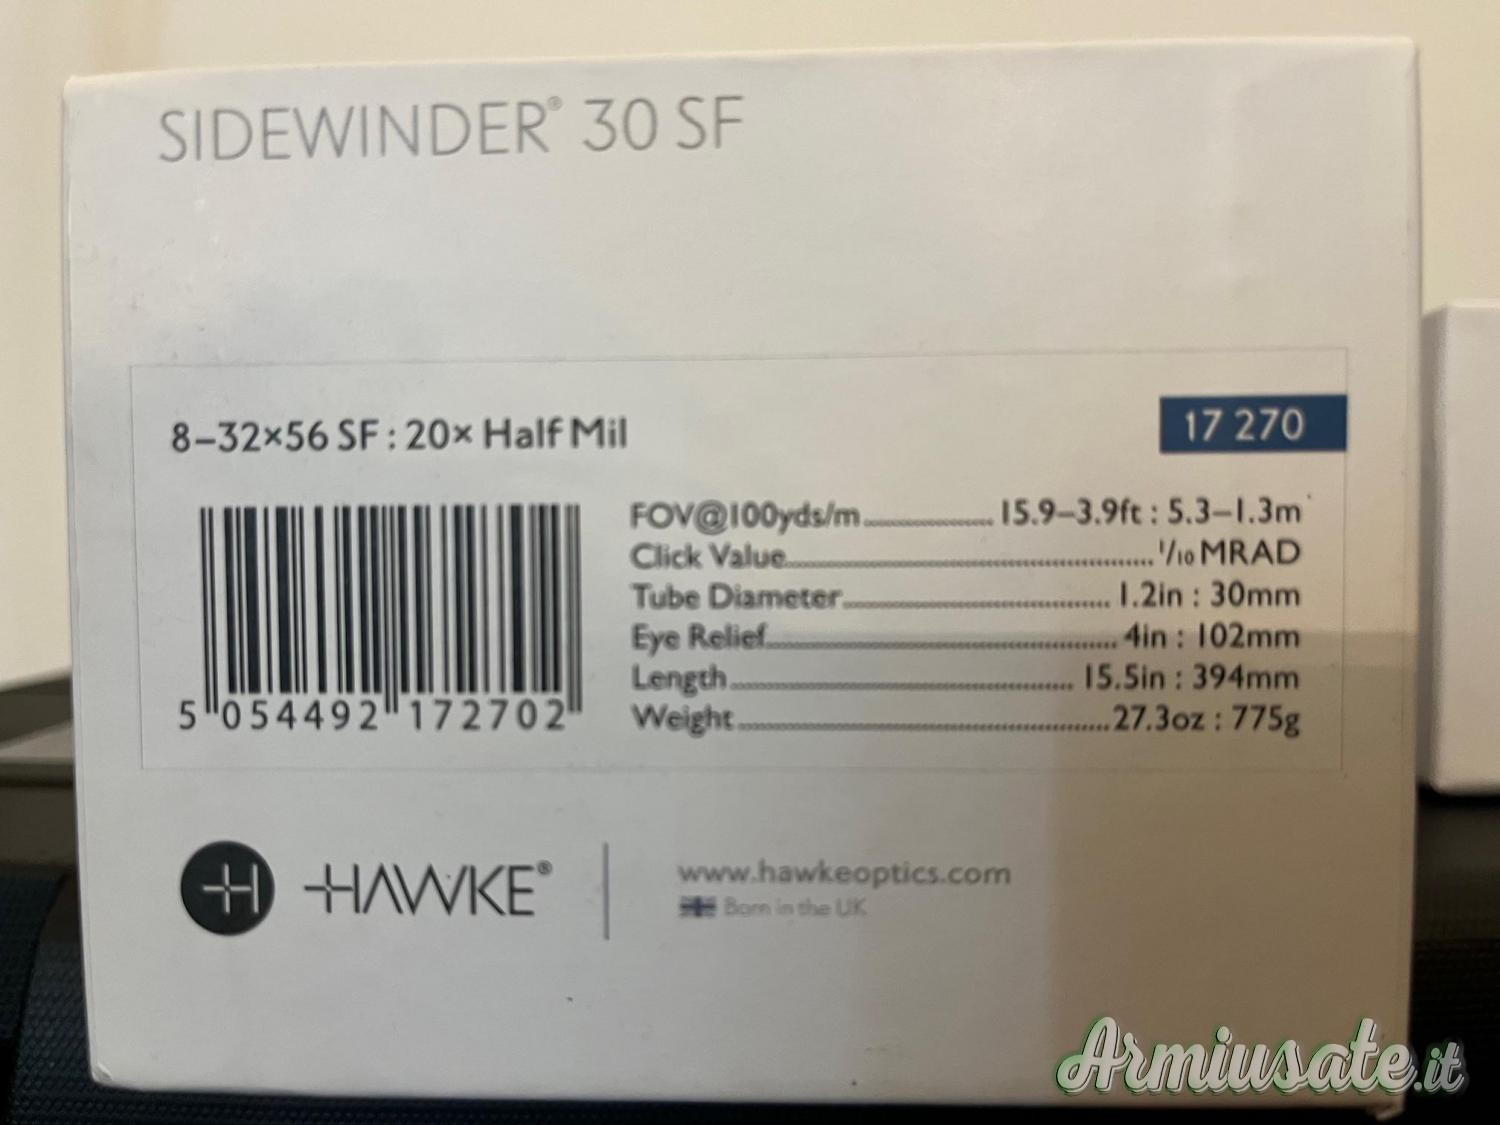 SIDEWINDER® 30 SF
8–32×56 SF : 20× Half Mil
17 270
FOV@100yds/m 15.9–3.9ft : 5.3–1.3m
Click Value 1/10 MRAD
Tube Diameter 1.2in : 30mm
Eye Relief 4in : 102mm
Length 15.5in : 394mm
Weight 27.3oz : 775g
5 054492 172702
H HAWKE®
www.hawkeoptics.com
Born in the UK
Armiusate.it